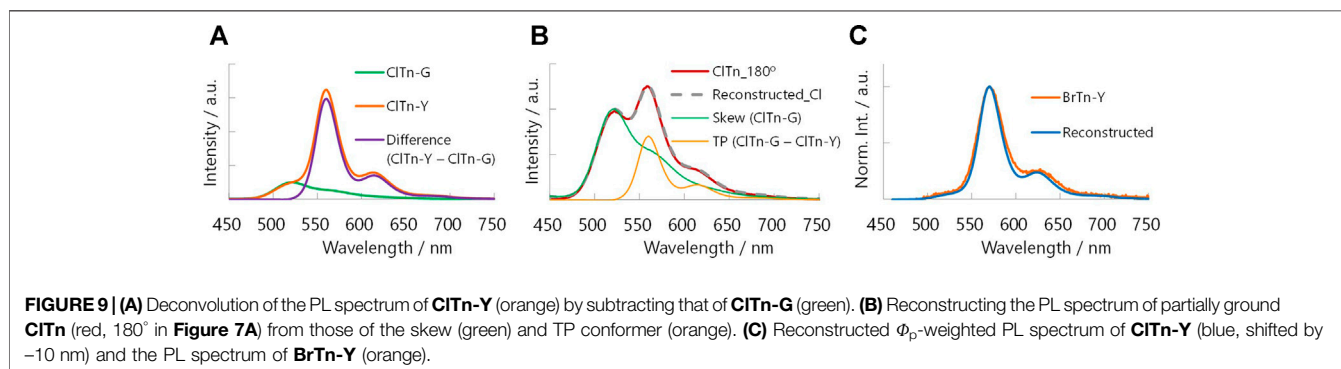 A
Intensity / a.u.
ClTn-G
ClTn-Y
Difference
(ClTn-Y – ClTn-G)
450 500 550 600 650 700 750
Wavelength / nm
B
Intensity / a.u.
ClTn_180º
Reconstructed_Cl
Skew (ClTn-G)
TP (ClTn-G – ClTn-Y)
450 500 550 600 650 700 750
Wavelength / nm
C
Norm. Int. / a.u.
BrTn-Y
Reconstructed
450 500 550 600 650 700 750
Wavelength / nm
FIGURE 9 | (A) Deconvolution of the PL spectrum of ClTn-Y (orange) by subtracting that of ClTn-G (green). (B) Reconstructing the PL spectrum of partially ground
ClTn (red, 180° in Figure 7A) from those of the skew (green) and TP conformer (orange). (C) Reconstructed Φp-weighted PL spectrum of ClTn-Y (blue, shifted by
–10 nm) and the PL spectrum of BrTn-Y (orange).